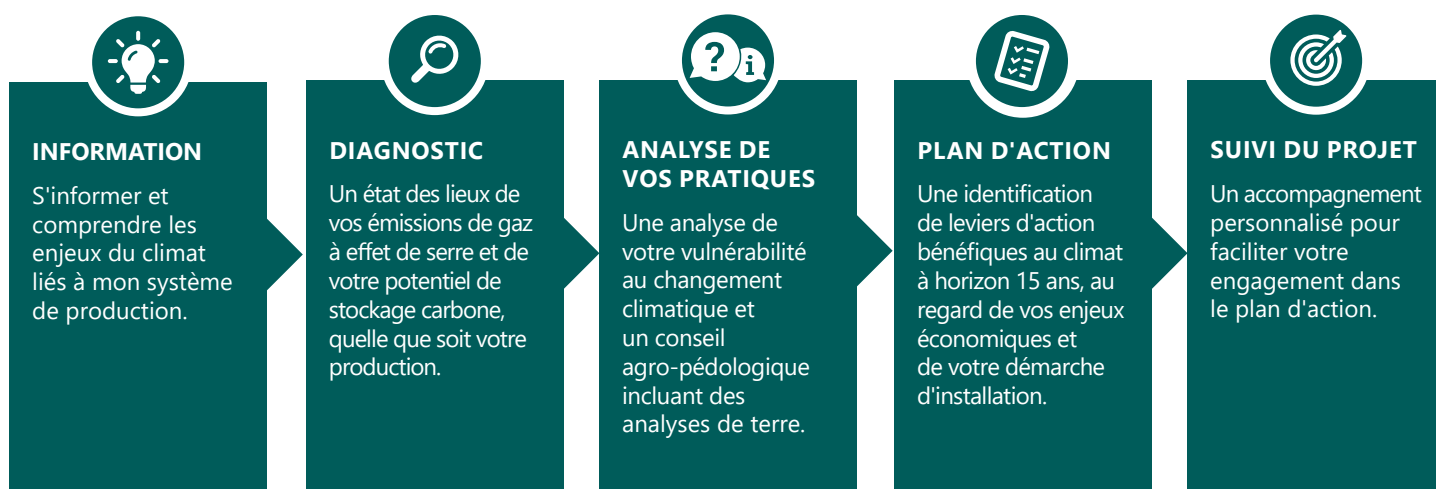 INFORMATION
S'informer et
comprendre les
enjeux du climat
liés à mon système
de production.
DIAGNOSTIC
Un état des lieux de
vos émissions de gaz
à effet de serre et de
votre potentiel de
stockage carbone,
quelle que soit votre
production.
? i
ANALYSE DE
VOS PRATIQUES
Une analyse de
votre vulnérabilité
au changement
climatique et
un conseil
agro-pédologique
incluant des
analyses de terre.
PLAN D'ACTION
Une identification
de leviers d'action
bénéfiques au climat
à horizon 15 ans, au
regard de vos enjeux
économiques et
de votre démarche
d'installation.
SUIVI DU PROJET
Un accompagnement
personnalisé pour
faciliter votre
engagement dans
le plan d'action.